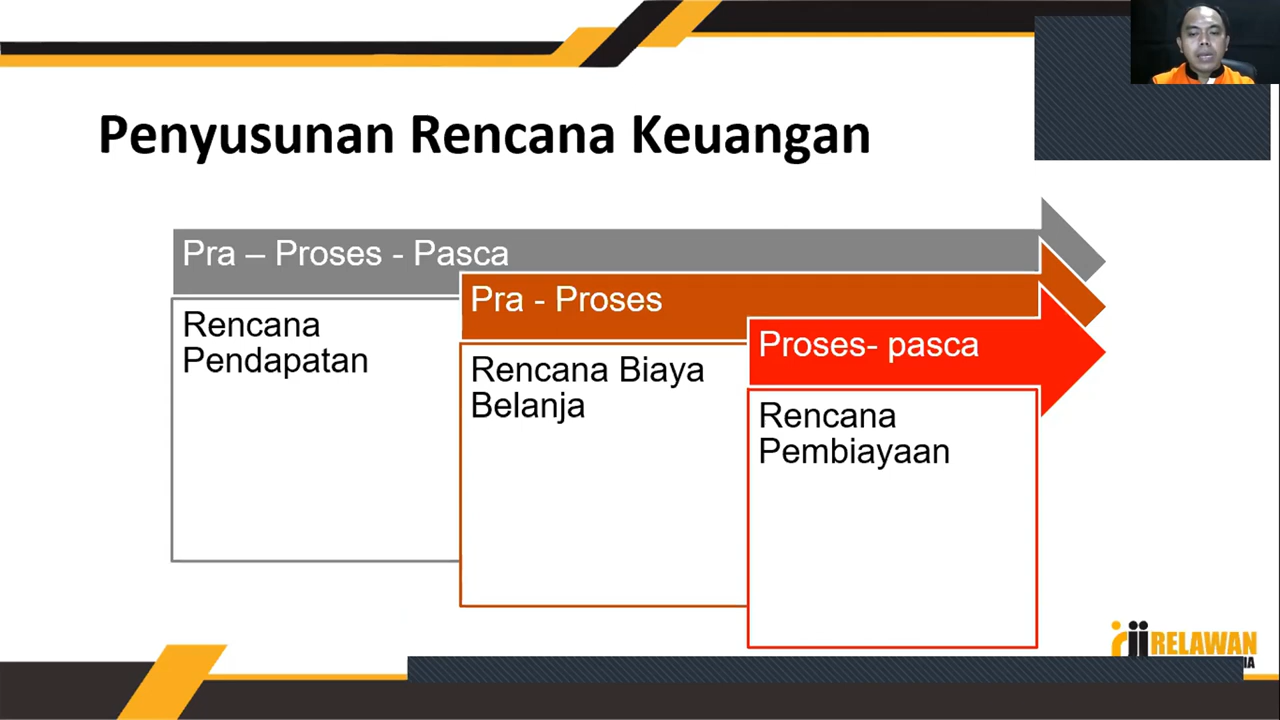 Penyusunan Rencana Keuangan
Pra – Proses - Pasca
Rencana
Pendapatan
Pra - Proses
Rencana Biaya
Belanja
Proses- pasca
Rencana
Pembiayaan
RELAWAN